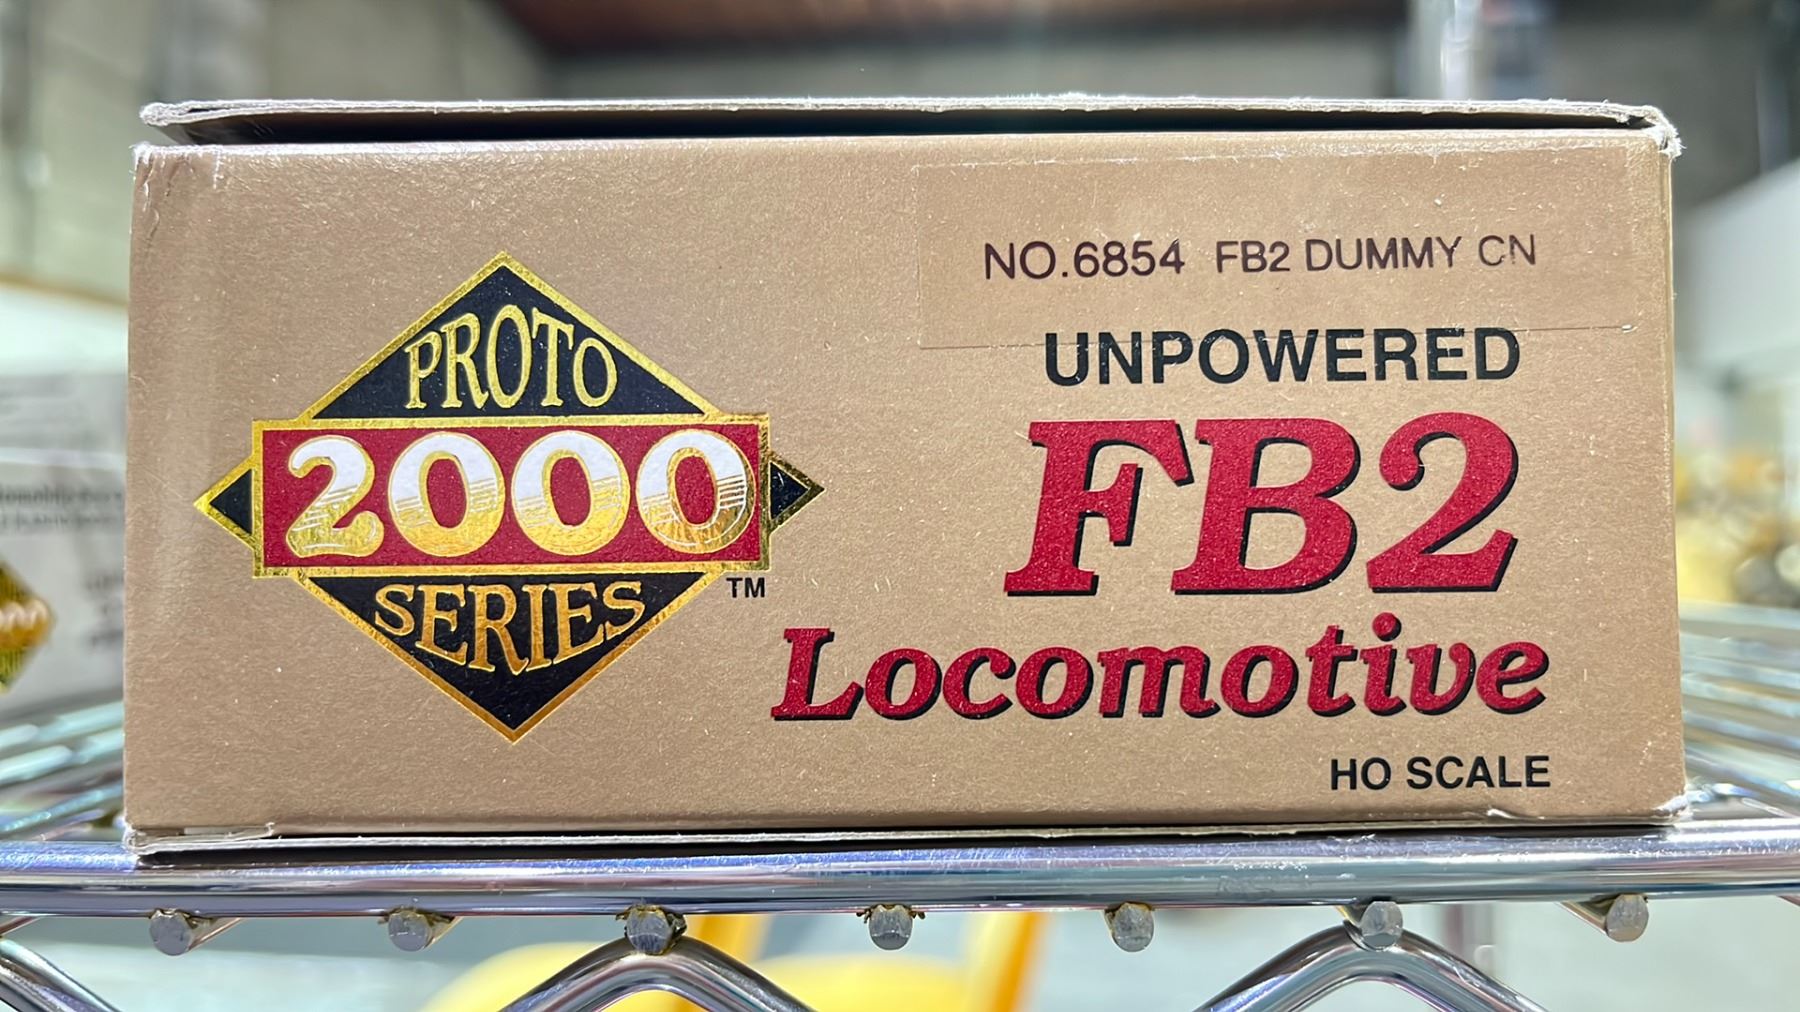 PROTO
2000
SERIES
TM
NO.6854 FB2 DUMMY CN
UNPOWERED
FB2
Locomotive
HO SCALE